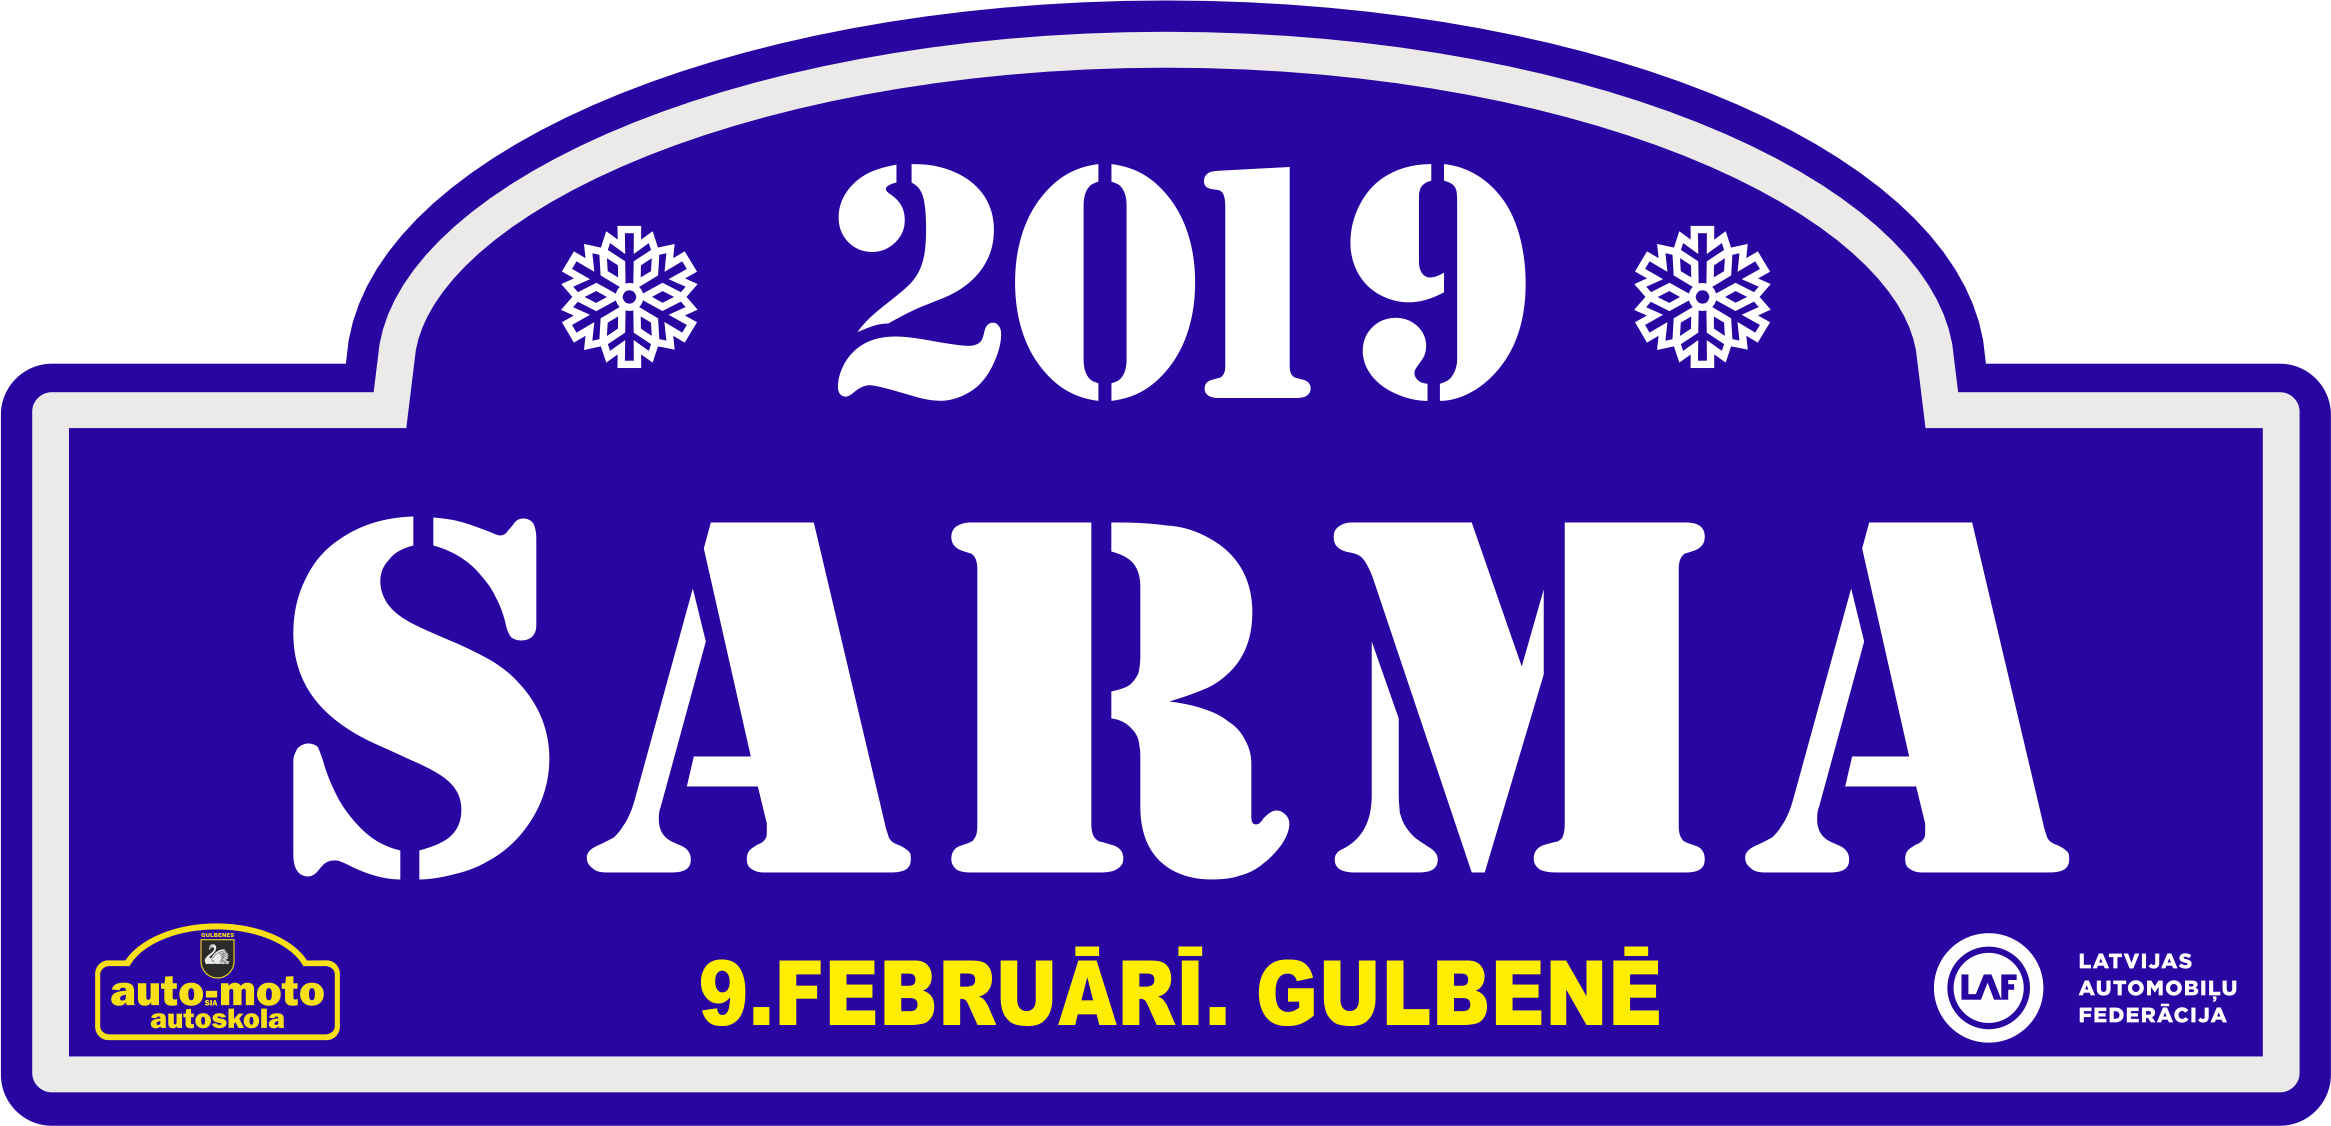 2019
SARMA
GULBENES
auto-moto
SIA
autoskola
9.FEBRUĀRĪ. GULBENĒ
LAF
LATVIJAS
AUTOMOBIĻU
FEDERĀCIJA